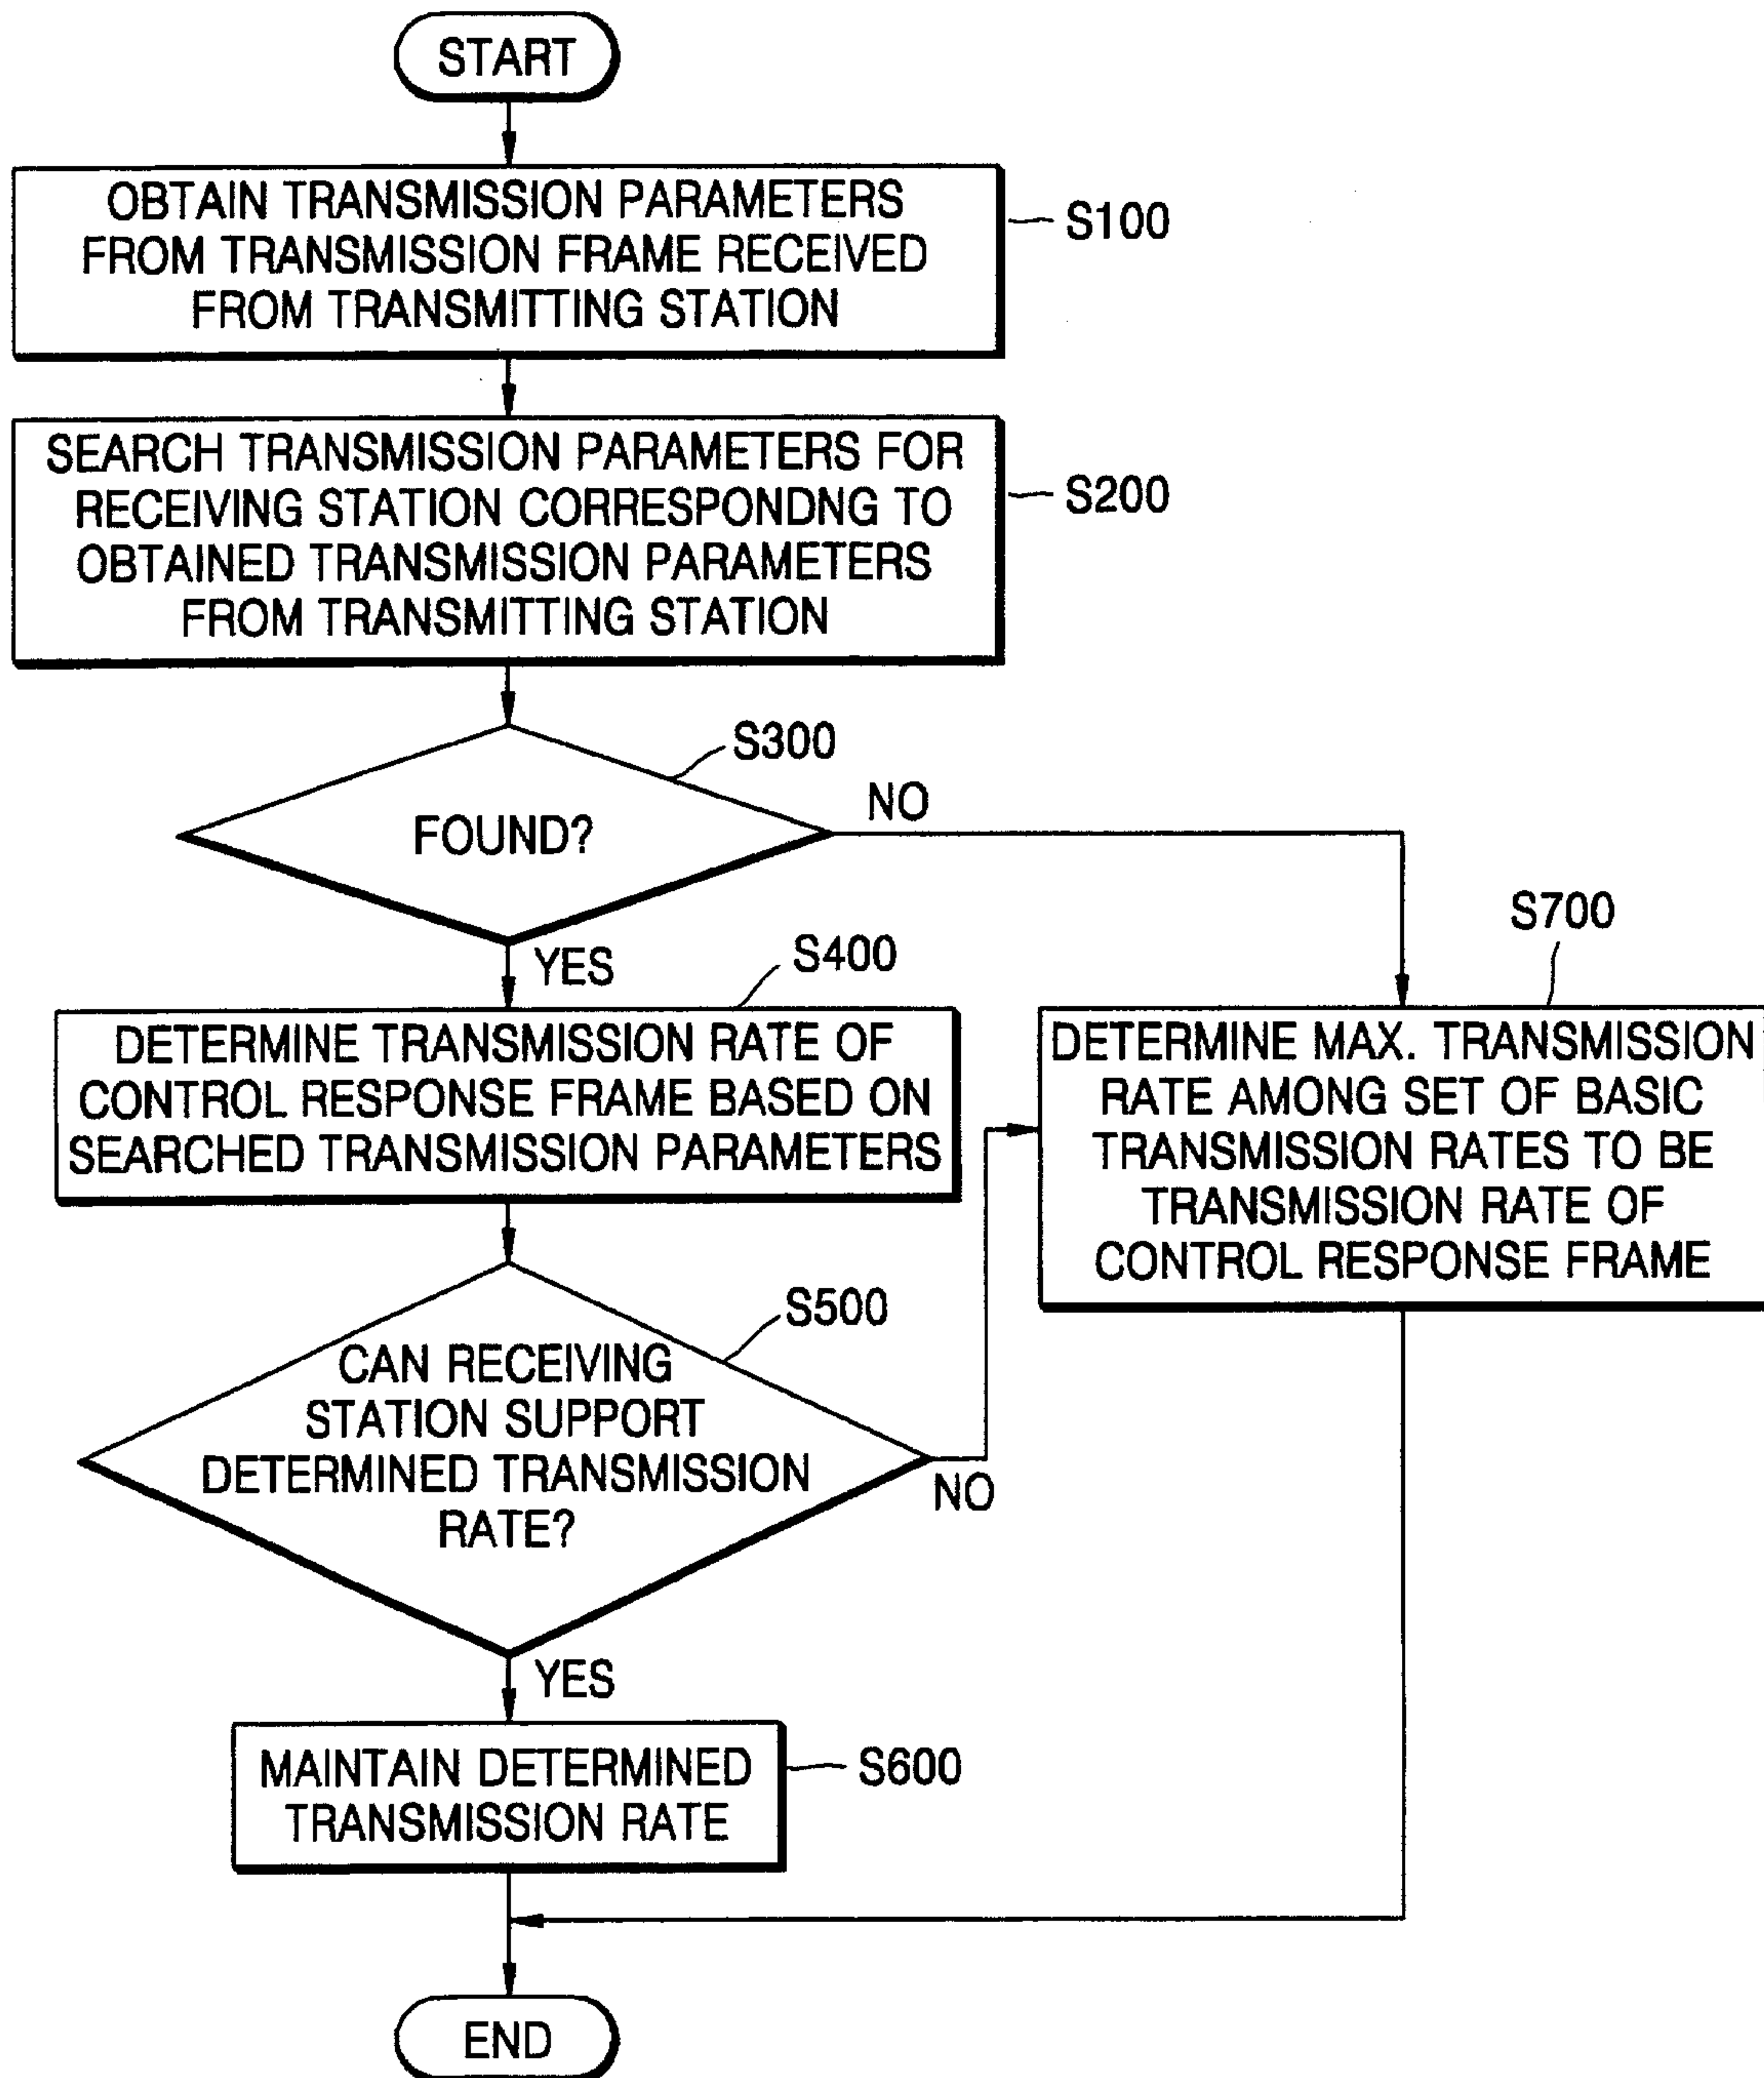 START
OBTAIN TRANSMISSION PARAMETERS
FROM TRANSMISSION FRAME RECEIVED
FROM TRANSMITTING STATION
S100
SEARCH TRANSMISSION PARAMETERS FOR
RECEIVING STATION CORRESPONDNG TO
OBTAINED TRANSMISSION PARAMETERS
FROM TRANSMITTING STATION
S200
S300
FOUND?
NO
YES
S400
DETERMINE TRANSMISSION RATE OF
CONTROL RESPONSE FRAME BASED ON
SEARCHED TRANSMISSION PARAMETERS
S700
DETERMINE MAX. TRANSMISSION
RATE AMONG SET OF BASIC
TRANSMISSION RATES TO BE
TRANSMISSION RATE OF
CONTROL RESPONSE FRAME
S500
CAN RECEIVING
STATION SUPPORT
DETERMINED TRANSMISSION
RATE?
NO
YES
MAINTAIN DETERMINED
TRANSMISSION RATE
S600
END